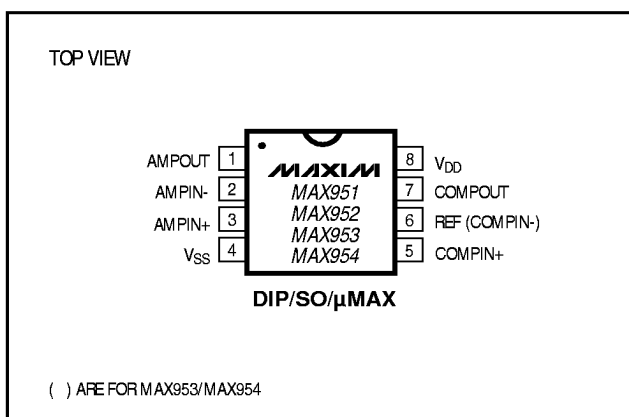 TOP VIEW
AMPOUT 1 8 VDD
MAXIM
AMPIN- 2 MAX951 7 COMPOUT
AMPIN+ 3 MAX952 6 REF (COMPIN-)
MAX953
VSS 4 MAX954 5 COMPIN+
DIP/SO/µMAX
( ) ARE FOR MAX953/MAX954